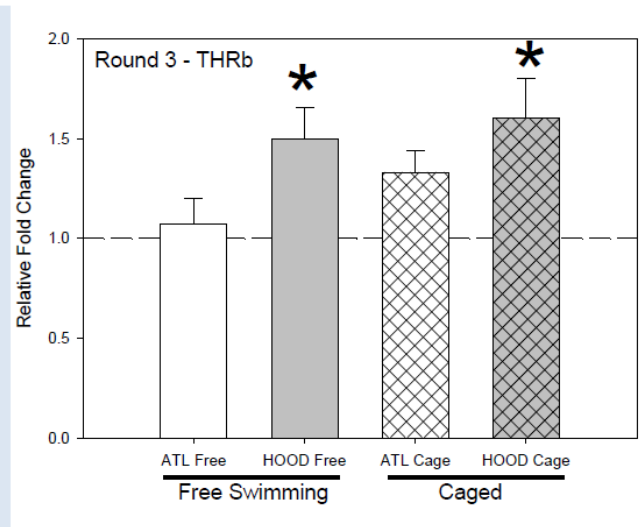 Round 3 - THRb
*
*
Relative Fold Change
2.0
1.5
1.0
0.5
0.0
ATL Free HOOD Free ATL Cage HOOD Cage
Free Swimming Caged